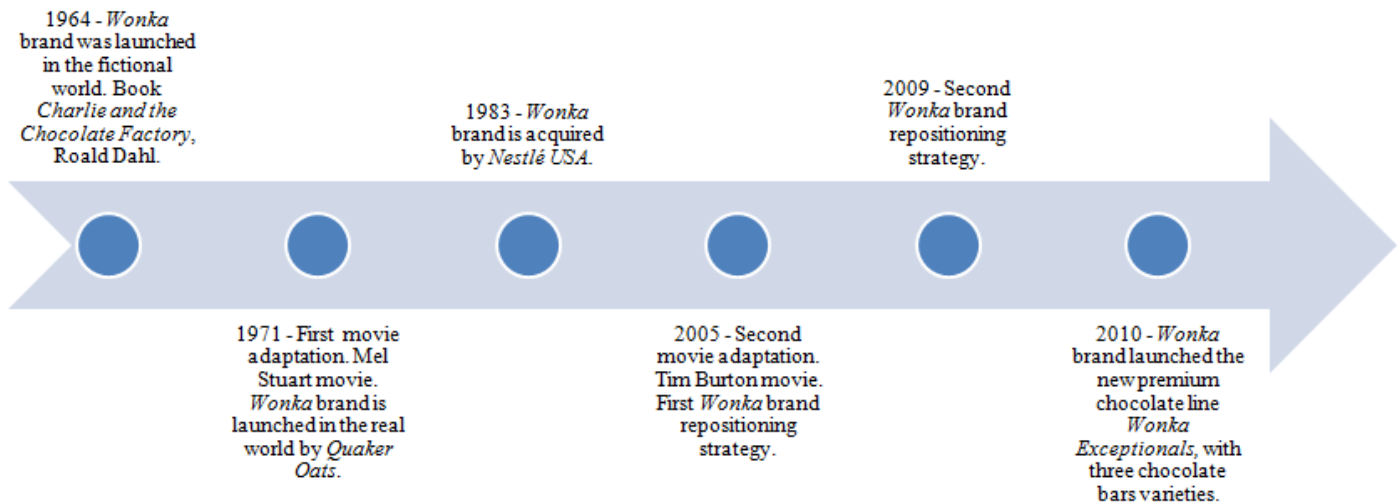 1964 - Wonka
brand was launched
in the fictional
world. Book
Charlie and the
Chocolate Factory,
Roald Dahl.
1971 - First movie
adaptation. Mel
Stuart movie.
Wonka brand is
launched in the real
world by Quaker
Oats.
1983 - Wonka
brand is acquired
by Nestlé USA.
2005 - Second
movie adaptation.
Tim Burton movie.
First Wonka brand
repositioning
strategy.
2009 - Second
Wonka brand
repositioning
strategy.
2010 - Wonka
brand launched the
new premium
chocolate line
Wonka
Exceptionals, with
three chocolate
bars varieties.